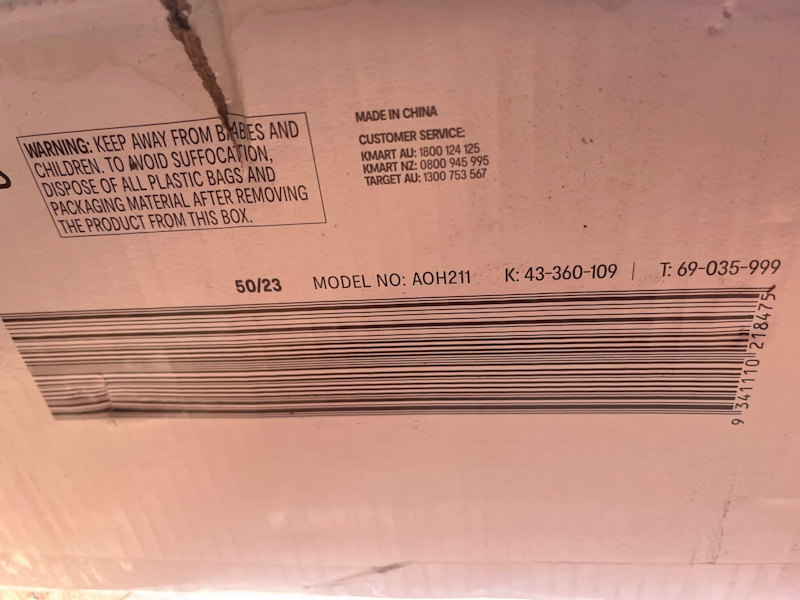 WARNING: KEEP AWAY FROM BABIES AND
CHILDREN. TO AVOID SUFFOCATION,
DISPOSE OF ALL PLASTIC BAGS AND
PACKAGING MATERIAL AFTER REMOVING
THE PRODUCT FROM THIS BOX.
MADE IN CHINA
CUSTOMER SERVICE:
KMART AU: 1800 124 125
KMART NZ: 0800 945 995
TARGET AU: 1300 753 567
50/23 MODEL NO: AOH211 K: 43-360-109 | T: 69-035-999
9 341110 218475